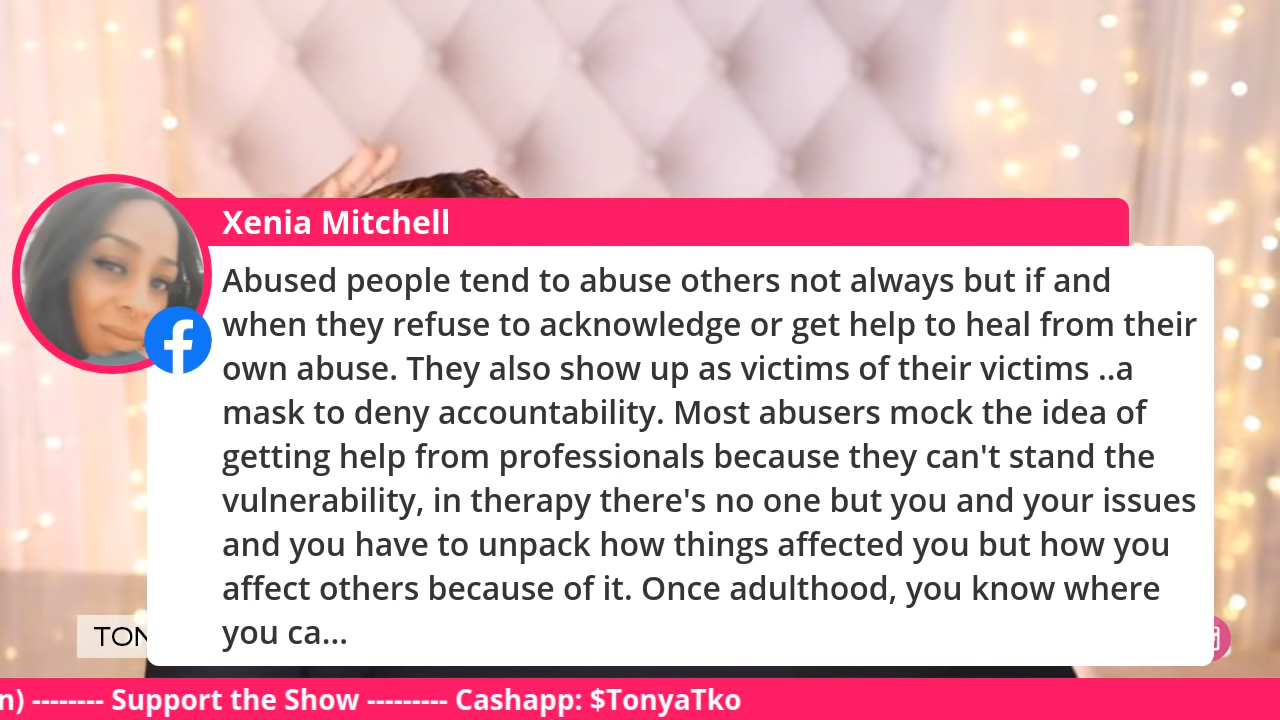 Xenia Mitchell
Abused people tend to abuse others not always but if and
when they refuse to acknowledge or get help to heal from their
own abuse. They also show up as victims of their victims ..a
mask to deny accountability. Most abusers mock the idea of
getting help from professionals because they can't stand the
vulnerability, in therapy there's no one but you and your issues
and you have to unpack how things affected you but how you
affect others because of it. Once adulthood, you know where
you ca...
TON
n) -------- Support the Show --------- Cashapp: $TonyaTko